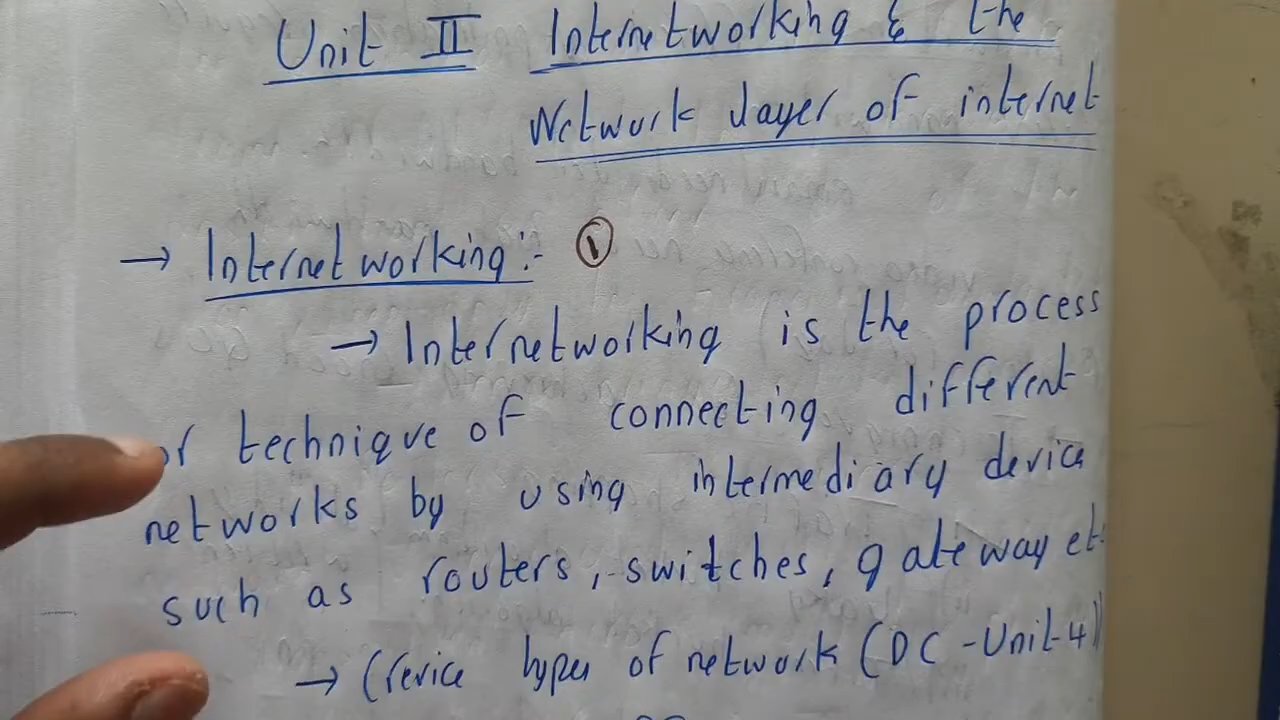 Unit II Internetworking & the
Network layer of internet
→ Internetworking :- ①
→ Internetworking is the process
or technique of connecting different
networks by using intermediary device
such as routers, switches, gateway etc
→ (revice types of network (DC - Unit-4))